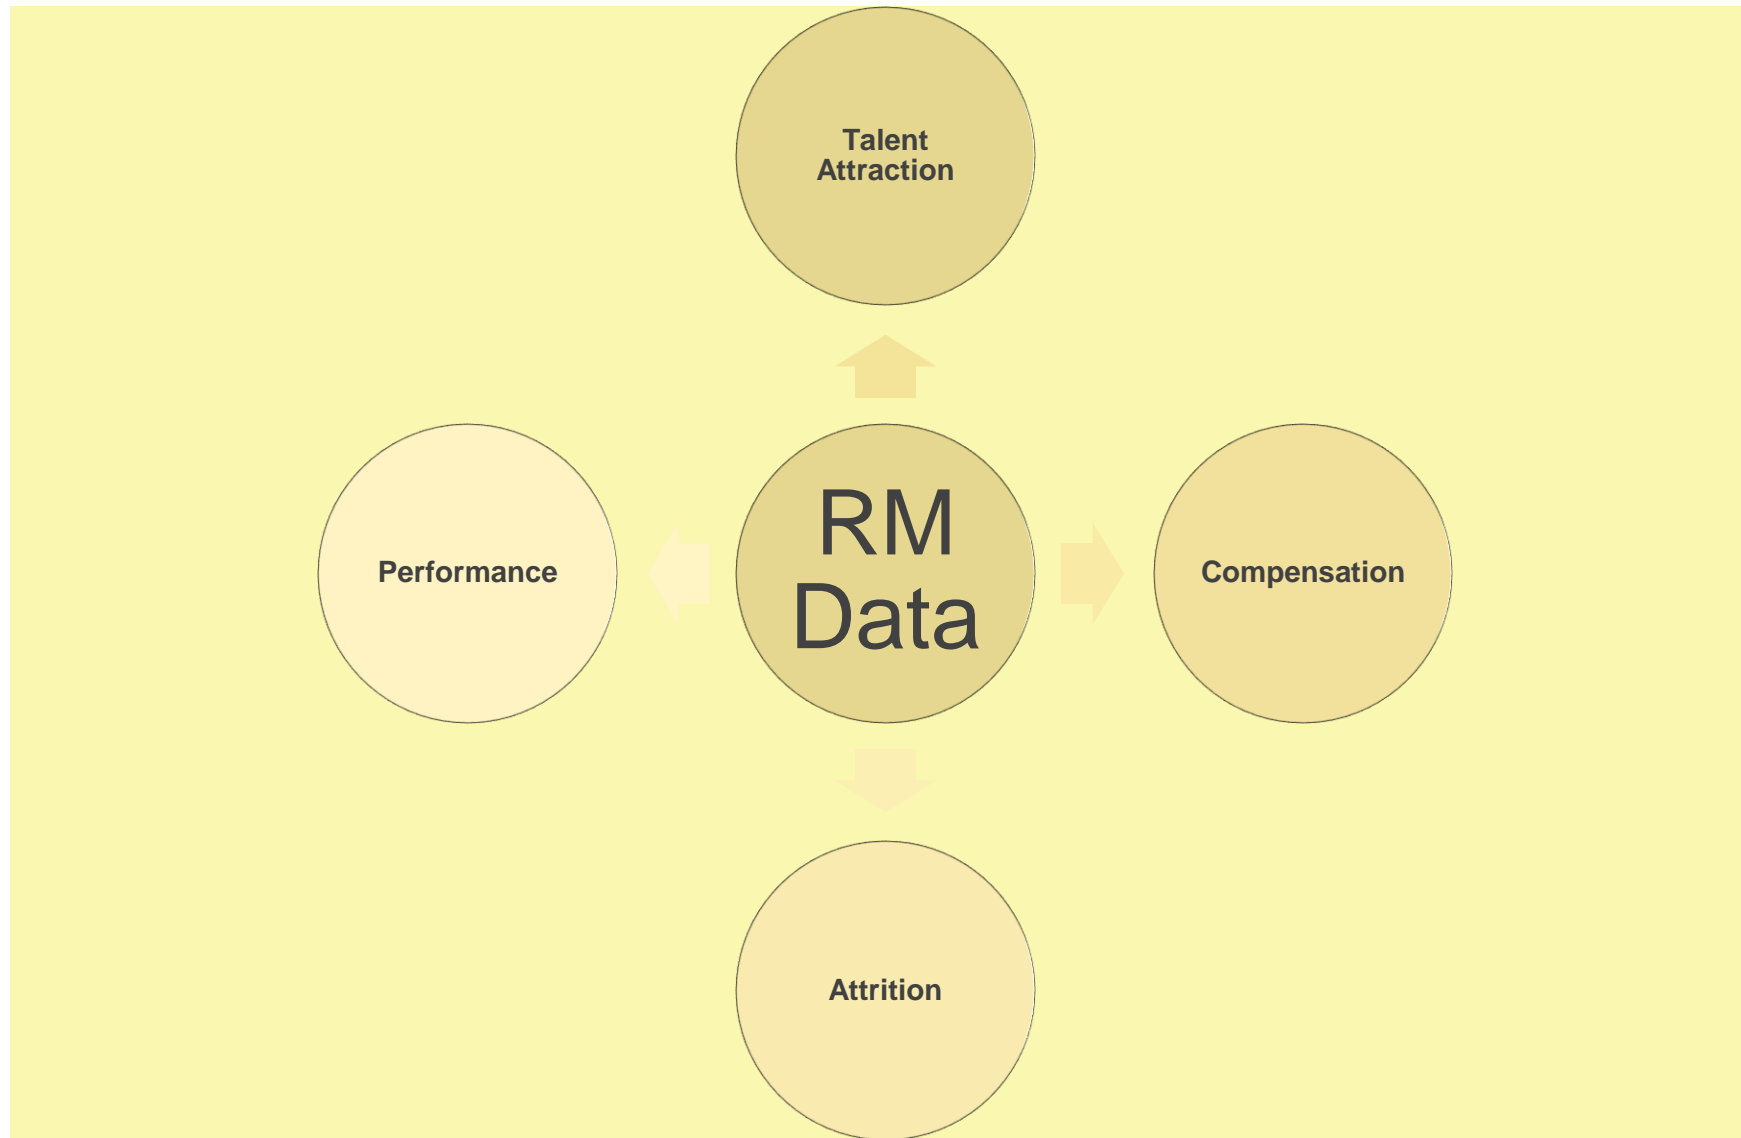 Talent
Attraction
Performance
RM
Data
Compensation
Attrition